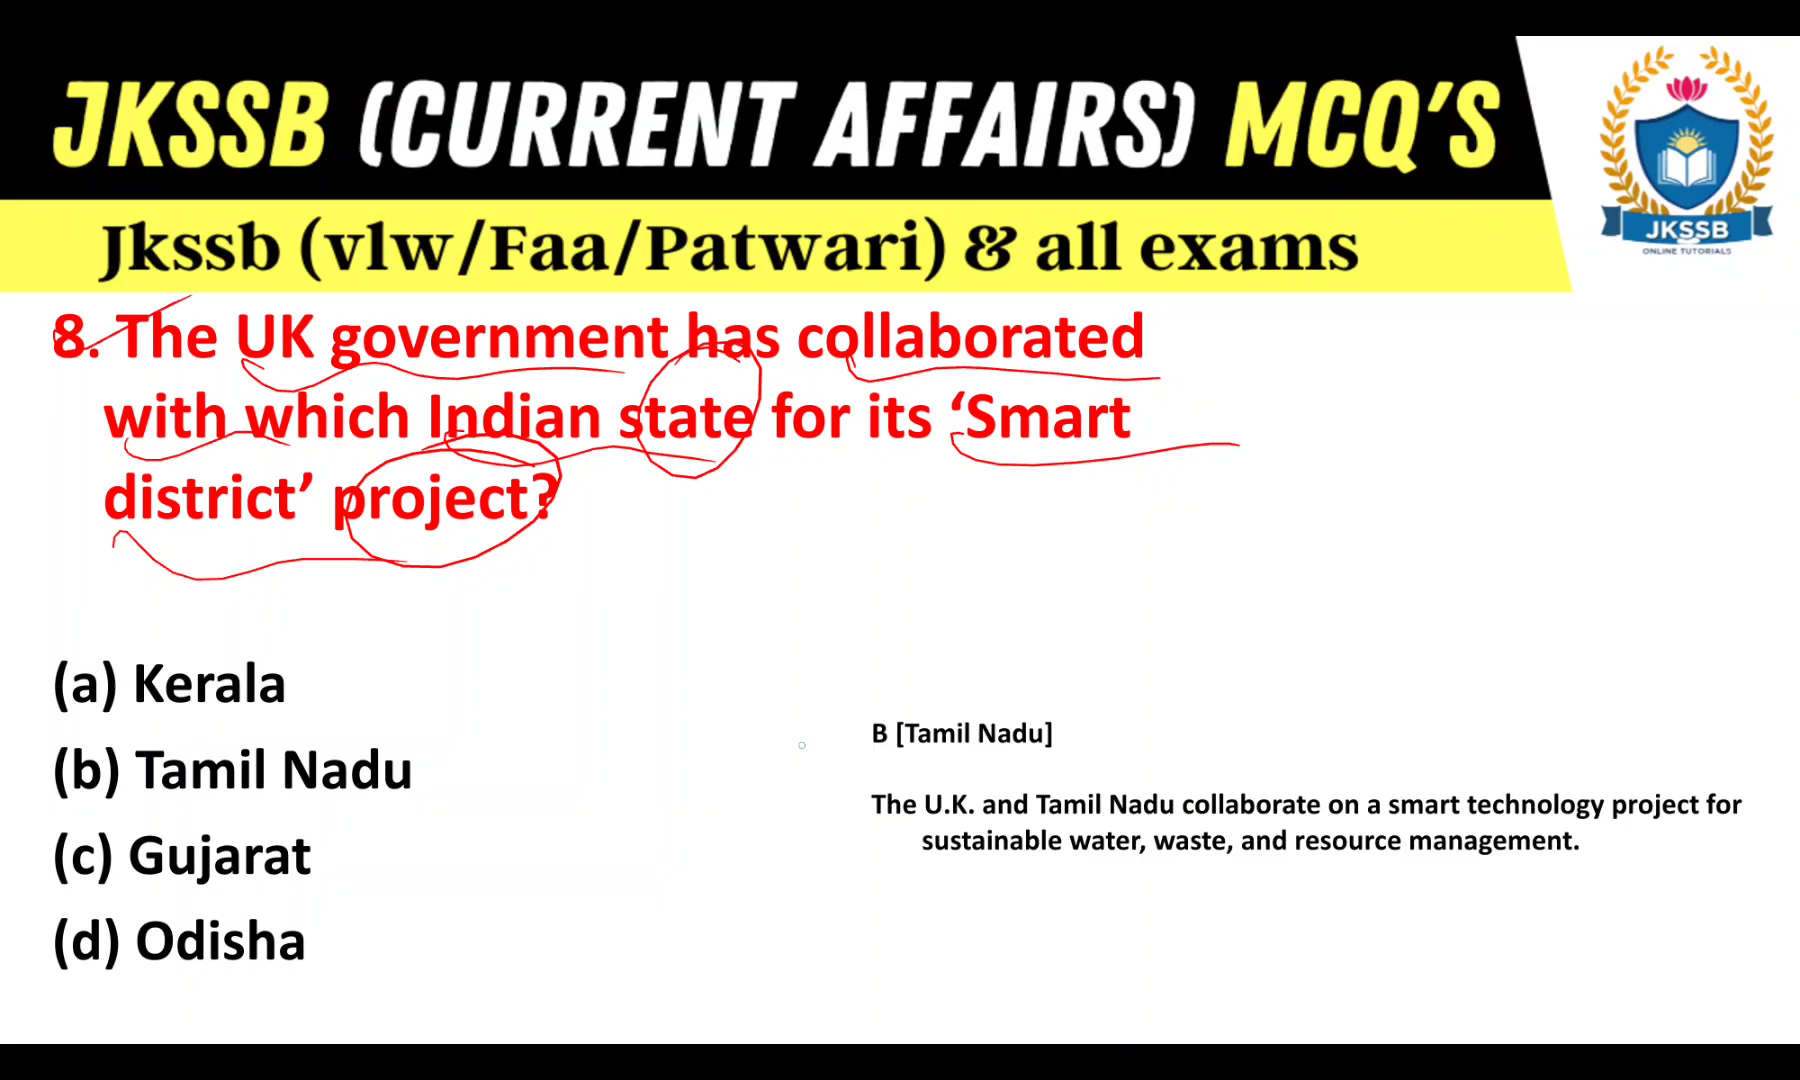 JKSSB (CURRENT AFFAIRS) MCQ'S
Jkssb (vlw/Faa/Patwari) & all exams
JKSSB
ONLINE TUTORIALS
8. The UK government has collaborated
with which Indian state for its ‘Smart
district’ project?
(a) Kerala
(b) Tamil Nadu
(c) Gujarat
(d) Odisha
B [Tamil Nadu]
The U.K. and Tamil Nadu collaborate on a smart technology project for
sustainable water, waste, and resource management.